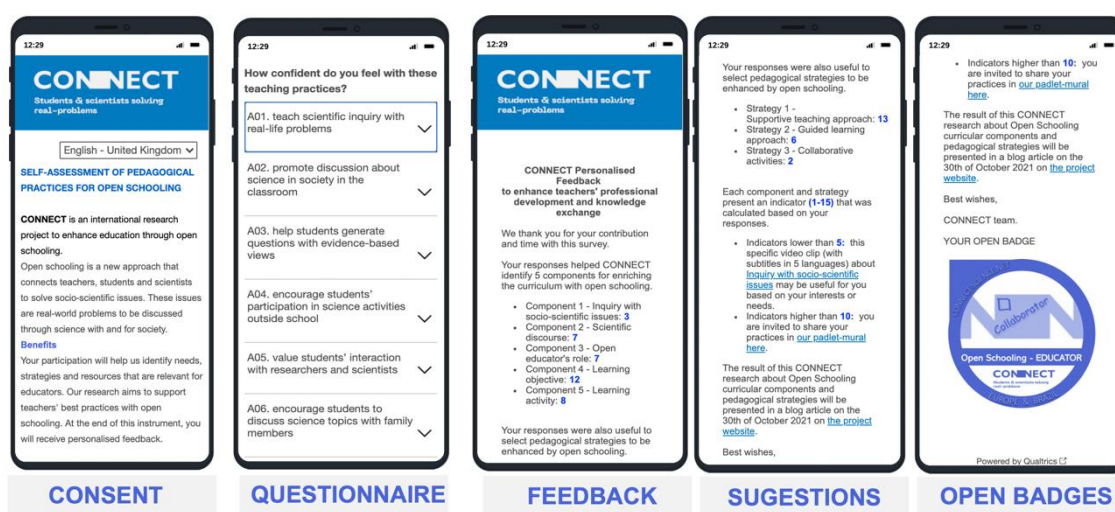 12:29
CONNECT
Students & scientists solving
real-problems
English - United Kingdom
SELF-ASSESSMENT OF PEDAGOGICAL
PRACTICES FOR OPEN SCHOOLING
CONNECT is an international research
project to enhance education through open
schooling.
Open schooling is a new approach that
connects teachers, students and scientists
to solve socio-scientific issues. These issues
are real-world problems to be discussed
through science with and for society.
Benefits
Your participation will help us identify needs,
strategies and resources that are relevant for
educators. Our research aims to support
teachers' best practices with open
schooling. At the end of this instrument, you
will receive personalised feedback.
CONSENT
12:29
How confident do you feel with these
teaching practices?
A01. teach scientific inquiry with
real-life problems
A02. promote discussion about
science in society in the
classroom
A03. help students generate
questions with evidence-based
views
A04. encourage students'
participation in science activities
outside school
A05. value students' interaction
with researchers and scientists
A06. encourage students to
discuss science topics with family
members
QUESTIONNAIRE
12:29
CONNECT
Students & scientists solving
real-problems
CONNECT Personalised
Feedback
to enhance teachers' professional
development and knowledge
exchange
We thank you for your contribution
and time with this survey.
Your responses helped CONNECT
identify 5 components for enriching
the curriculum with open schooling.
• Component 1 - Inquiry with
socio-scientific issues: 3
• Component 2 - Scientific
discourse: 7
• Component 3 - Open
educator's role: 7
• Component 4 - Learning
objective: 12
• Component 5 - Learning
activity: 8
Your responses were also useful to
select pedagogical strategies to be
enhanced by open schooling.
FEEDBACK
12:29
Your responses were also useful to
select pedagogical strategies to be
enhanced by open schooling.
• Strategy 1 -
Supportive teaching approach: 13
• Strategy 2 - Guided learning
approach: 6
• Strategy 3 - Collaborative
activities: 2
Each component and strategy
present an indicator (1-15) that was
calculated based on your
responses.
• Indicators lower than 5: this
specific video clip (with
subtitles in 5 languages) about
Inquiry with socio-scientific
issues may be useful for you
based on your interests or
needs.
• Indicators higher than 10: you
are invited to share your
practices in our padlet-mural
here.
The result of this CONNECT
research about Open Schooling
curricular components and
pedagogical strategies will be
presented in a blog article on the
30th of October 2021 on the project
website.
Best wishes,
SUGESTIONS
12:29
• Indicators higher than 10: you
are invited to share your
practices in our padlet-mural
here.
The result of this CONNECT
research about Open Schooling
curricular components and
pedagogical strategies will be
presented in a blog article on the
30th of October 2021 on the project
website.
Best wishes,
CONNECT team.
YOUR OPEN BADGE
Collaborator
Open Schooling - EDUCATOR
CONNECT
Students & scientists solving
real-problems
EUROPE & BRAZIL
Powered by Qualtrics
OPEN BADGES